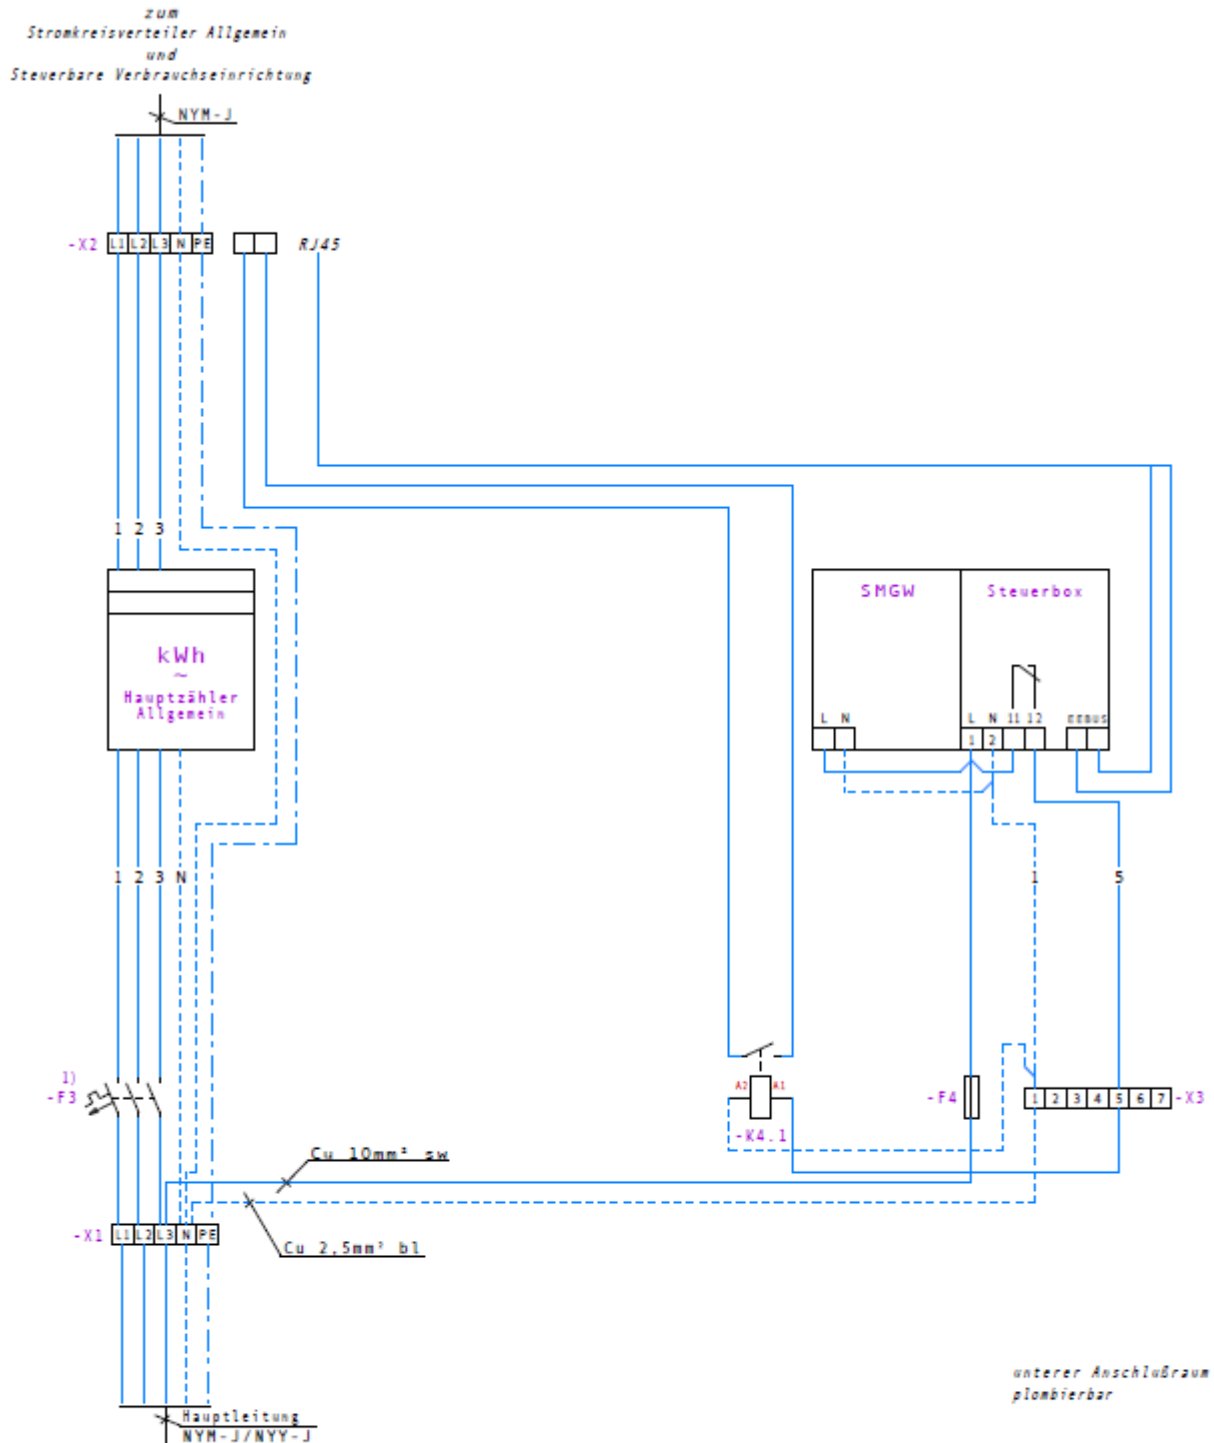 zum
Stromkreisverteiler Allgemein
und
Steuerbare Verbrauchseinrichtung
NYM-J
-X2 L1 L2 L3 N PE RJ45
1 2 3
kWh
~
Hauptzähler
Allgemein
SMGW Steuerbox
L N L N 11 12 EEBUS
1 2
1 2 3 N 1 5
1)
-F3
A2 A1
-K4.1
-F4
1 2 3 4 5 6 7 -X3
Cu 10mm² sw
-X1 L1 L2 L3 N PE
Cu 2,5mm² bl
unterer Anschlußraum
plombierbar
Hauptleitung
NYM-J/NYY-J